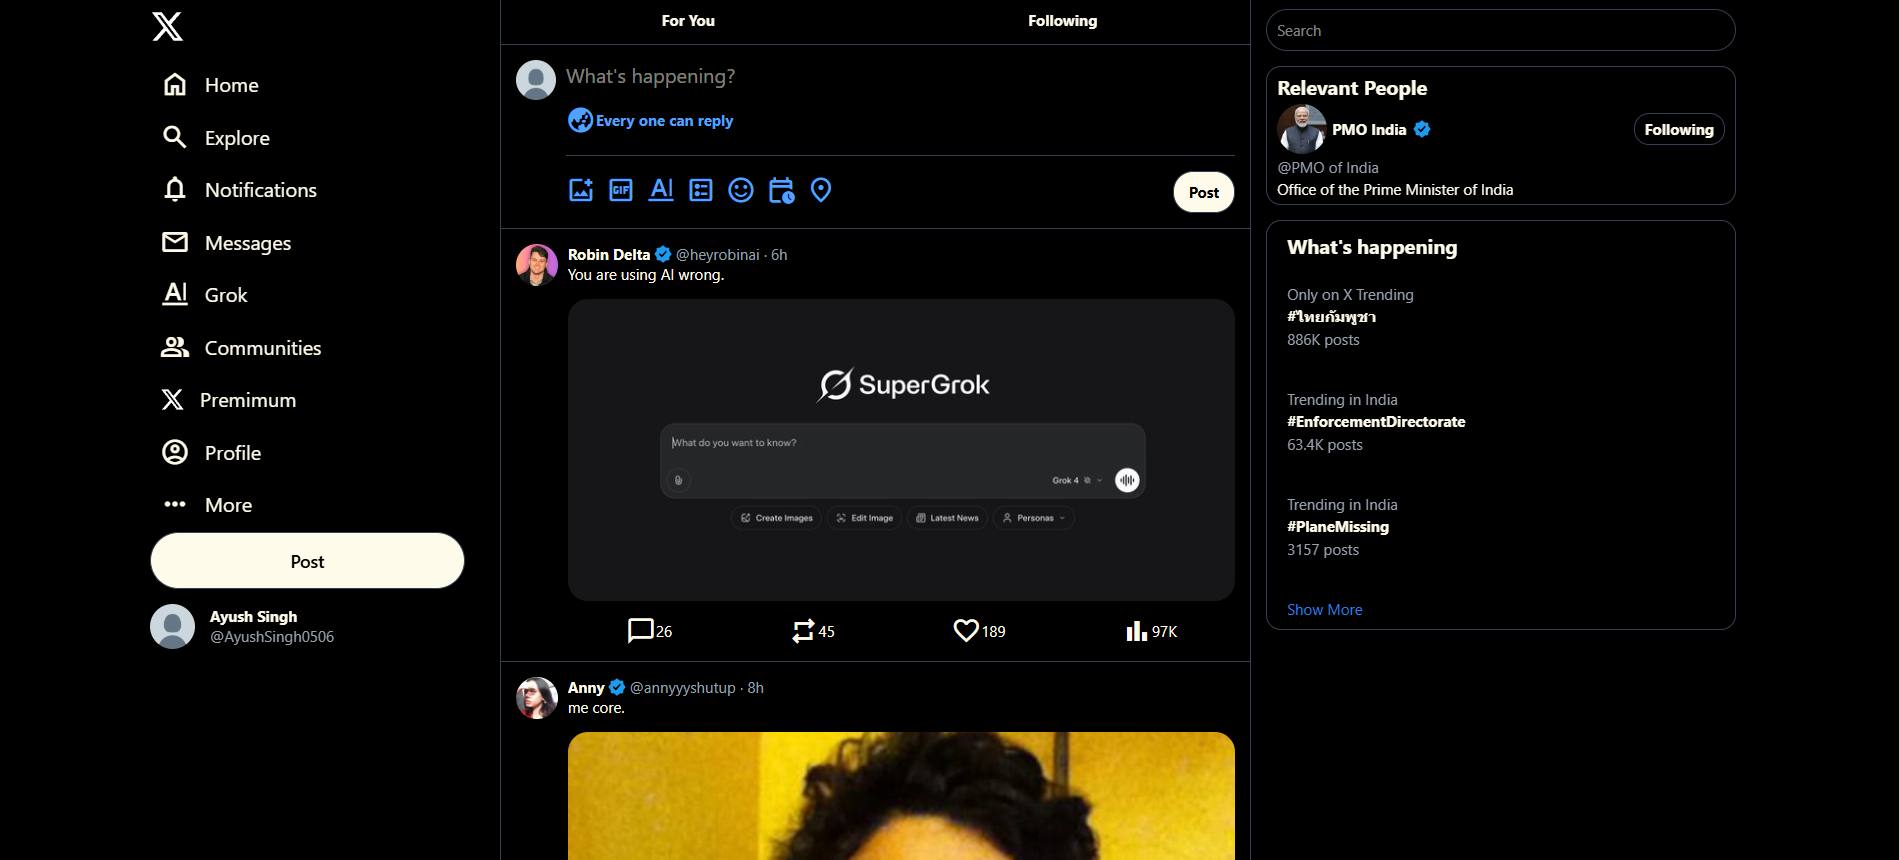 Home
Explore
Notifications
Messages
Grok
Communities
Premimum
Profile
More
Post
Ayush Singh
@AyushSingh0506
For You
Following
What's happening?
Every one can reply
GIF
Post
Robin Delta @heyrobinai · 6h
You are using AI wrong.
SuperGrok
What do you want to know?
Grok 4
Create Images
Edit Image
Latest News
Personas
26
45
189
97K
Anny @annyyyshutup · 8h
me core.
Search
Relevant People
PMO India
Following
@PMO of India
Office of the Prime Minister of India
What's happening
Only on X Trending
#ไทยกัมพูชา
886K posts
Trending in India
#EnforcementDirectorate
63.4K posts
Trending in India
#PlaneMissing
3157 posts
Show More